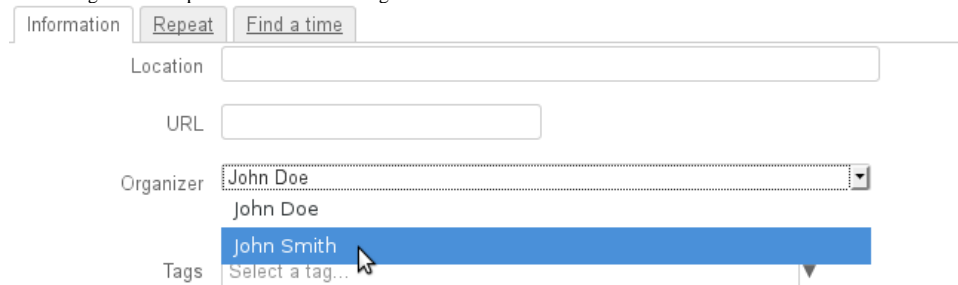 Information Repeat Find a time
Location
URL
Organizer John Doe
John Doe
John Smith
Tags Select a tag...